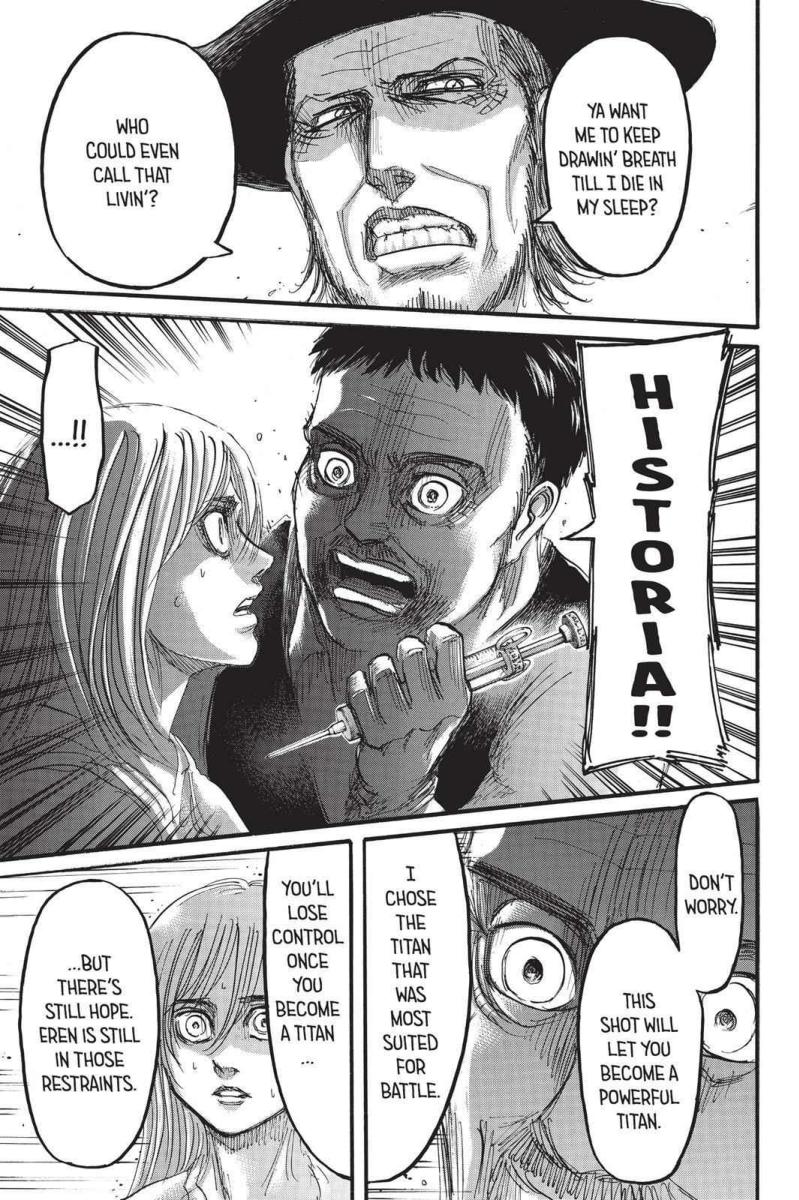 YA WANT
ME TO KEEP
DRAWIN' BREATH
TILL I DIE IN
MY SLEEP?
WHO
COULD EVEN
CALL THAT
LIVIN'?
HISTORIA!!
...!!
DON'T
WORRY.
THIS
SHOT WILL
LET YOU
BECOME A
POWERFUL
TITAN.
I
CHOSE
THE
TITAN
THAT
WAS
MOST
SUITED
FOR
BATTLE.
YOU'LL
LOSE
CONTROL
ONCE
YOU
BECOME
A TITAN
...
...BUT
THERE'S
STILL HOPE.
EREN IS STILL
IN THOSE
RESTRAINTS.